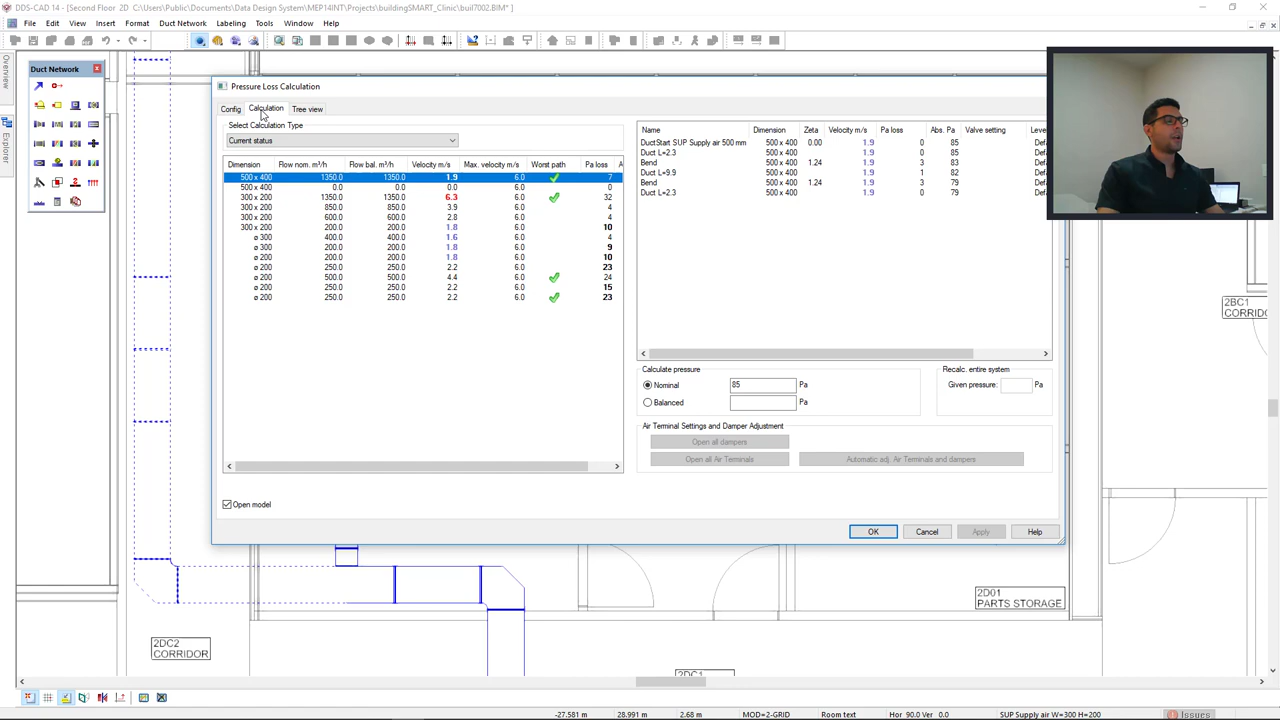 DDS-CAD 14 - [Second Floor 2D C:\Users\Public\Documents\Data Design System\MEP14INT\Projects\buildingSMART_Clinic\buil7002.BIM*]
File Edit View Insert Format Duct Network Labeling Tools Window Help
Overview
Explorer
Duct Network
Pressure Loss Calculation
Config Calculation Tree view
Select Calculation Type
Current status
Dimension Flow nom. m³/h Flow bal. m³/h Velocity m/s Max. velocity m/s Worst path Pa loss
500 x 400 1350.0 1350.0 1.9 6.0 7
500 x 400 0.0 0.0 0.0 6.0 0
300 x 200 1350.0 1350.0 6.3 6.0 32
300 x 200 850.0 850.0 3.9 6.0 4
300 x 200 600.0 600.0 2.8 6.0 4
300 x 200 200.0 200.0 1.8 6.0 10
ø 300 400.0 400.0 1.6 6.0 4
ø 300 200.0 200.0 1.8 6.0 9
ø 200 200.0 200.0 1.8 6.0 10
ø 200 250.0 250.0 2.2 6.0 23
ø 200 500.0 500.0 4.4 6.0 24
ø 200 250.0 250.0 2.2 6.0 15
ø 200 250.0 250.0 2.2 6.0 23
Name Dimension Zeta Velocity m/s Pa loss Abs. Pa Valve setting Level
DuctStart SUP Supply air 500 mm 500 x 400 0.00 1.9 0 85 Def
Duct L=2.3 500 x 400 1.9 0 85 Def
Bend 500 x 400 1.24 1.9 3 83 Def
Duct L=9.9 500 x 400 1.9 1 82 Def
Bend 500 x 400 1.24 1.9 3 79 Def
Duct L=2.3 500 x 400 1.9 0 79 Def
Calculate pressure
Nominal 85 Pa
Balanced Pa
Recalc. entire system
Given pressure: Pa
Air Terminal Settings and Damper Adjustment
Open all dampers
Open all Air Terminals Automatic adj. Air Terminals and dampers
Open model
OK Cancel Apply Help
2BC1
CORRIDOR
2D01
PARTS STORAGE
2DC2
CORRIDOR
2DC1
-27.581 m 28.991 m 2.68 m MOD=2-GRID Room text Hor 90.0 Ver 0.0 SUP Supply air W=300 H=200 Issues